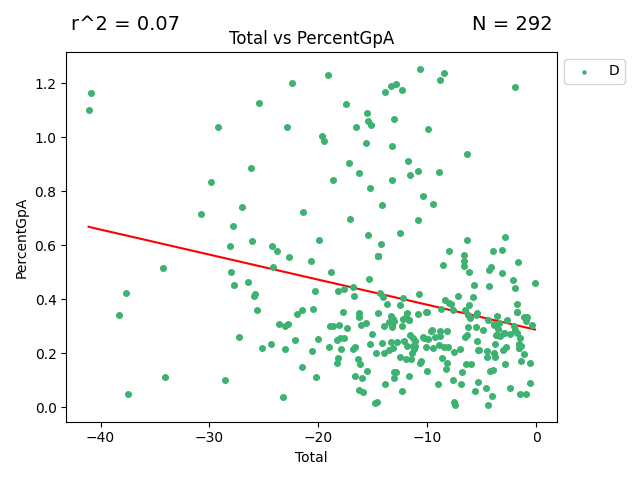 r^2 = 0.07
N = 292
Total vs PercentGpA
D
PercentGpA
1.2
1.0
0.8
0.6
0.4
0.2
0.0
−40
−30
−20
−10
0
Total